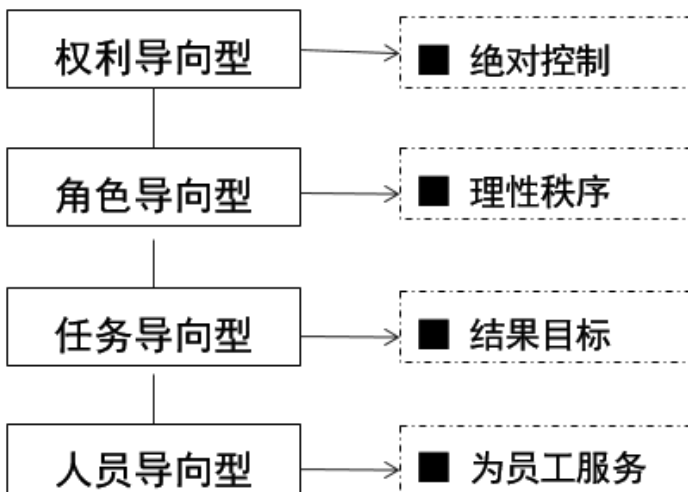 权利导向型
■ 绝对控制
角色导向型
■ 理性秩序
任务导向型
■ 结果目标
人员导向型
■ 为员工服务